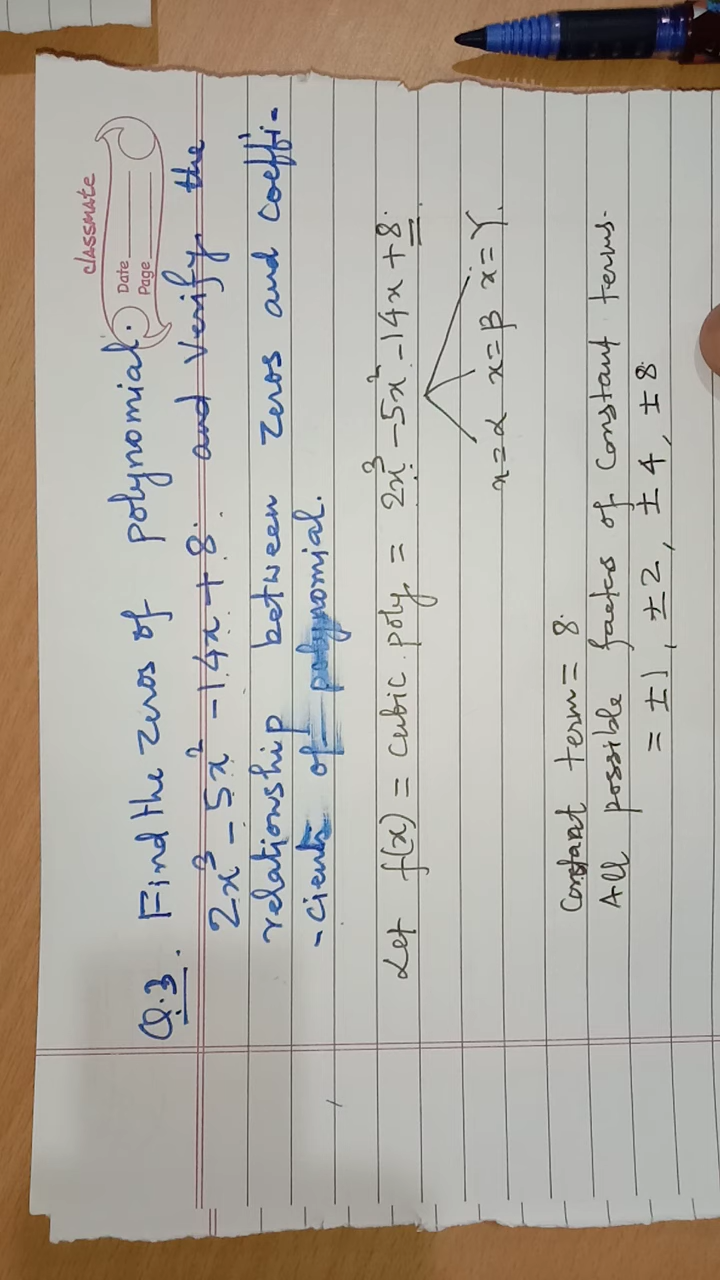 classmate
Date
Page
Q.3. Find the zeros of polynomial.
2x³ - 5x² - 14x + 8. and verify the
relationship between zeros and coeffi-
-cients of polynomial.
Let f(x) = cubic poly = 2x³ - 5x² - 14x + 8.
x = α x = β x = γ.
Constant term = 8.
All possible factors of constant terms.
= ±1, ±2, ±4, ±8.